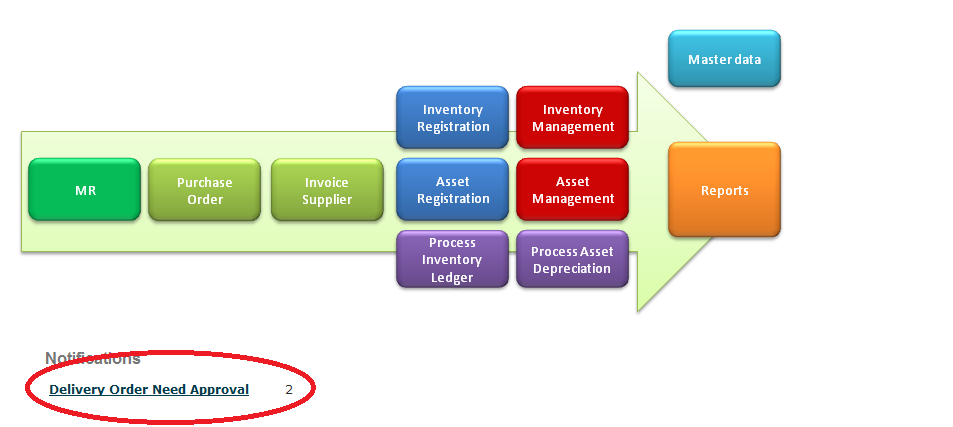 Master data
Inventory
Registration
Inventory
Management
MR
Purchase
Order
Invoice
Supplier
Asset
Registration
Asset
Management
Reports
Process
Inventory
Ledger
Process Asset
Depreciation
Notifications
Delivery Order Need Approval 2